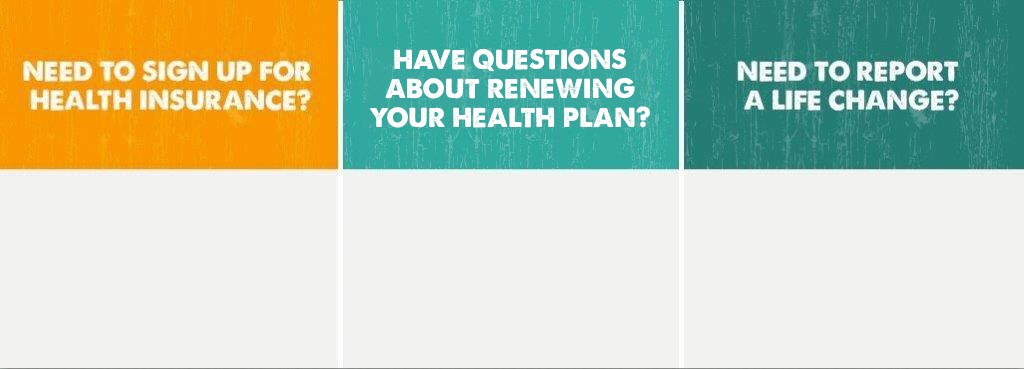 NEED TO SIGN UP FOR
HEALTH INSURANCE?
HAVE QUESTIONS
ABOUT RENEWING
YOUR HEALTH PLAN?
NEED TO REPORT
A LIFE CHANGE?